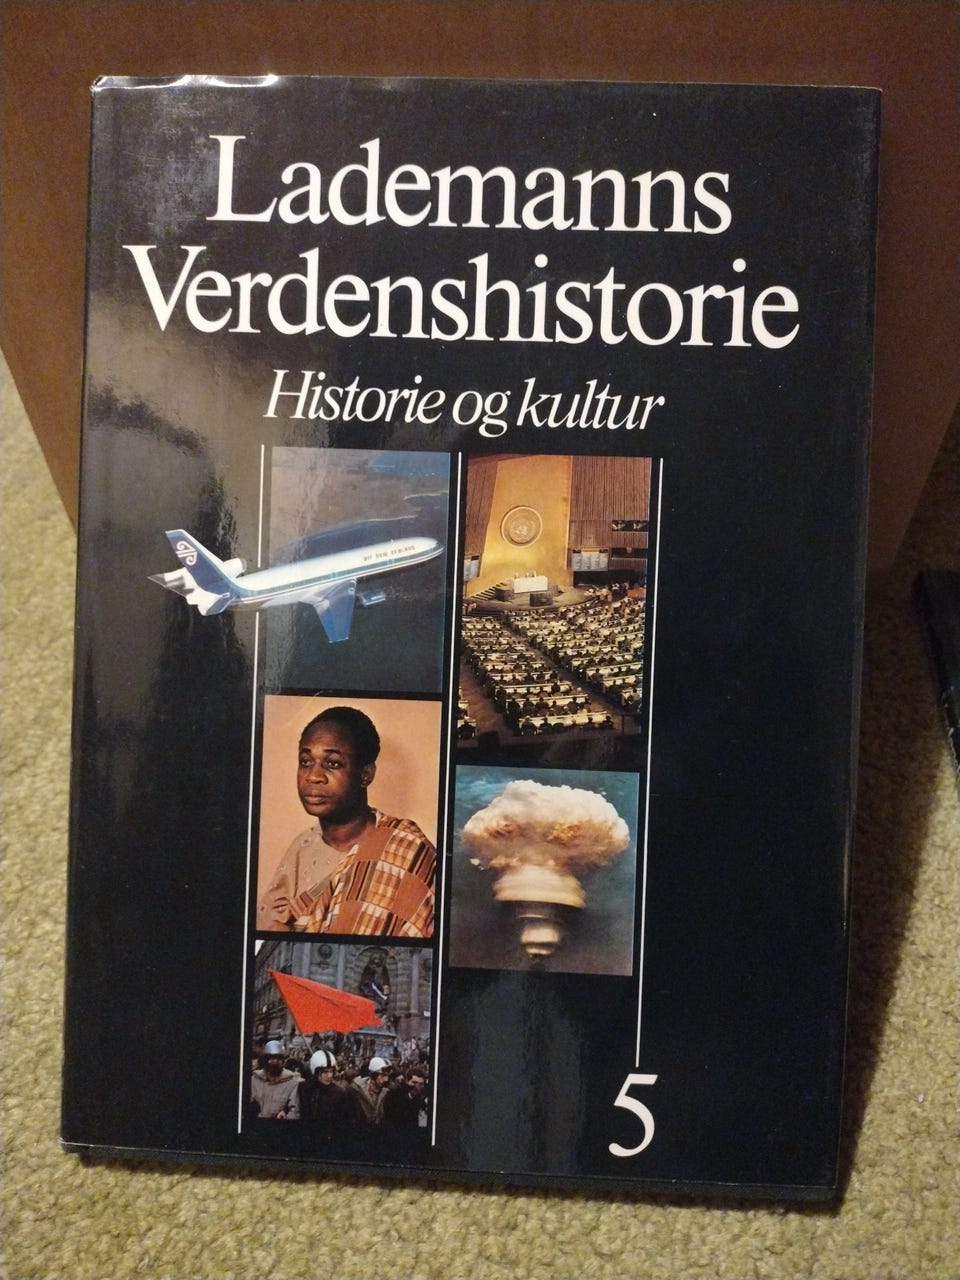 Lademanns
Verdenshistorie
Historie og kultur
AIR NEW ZEALAND
5